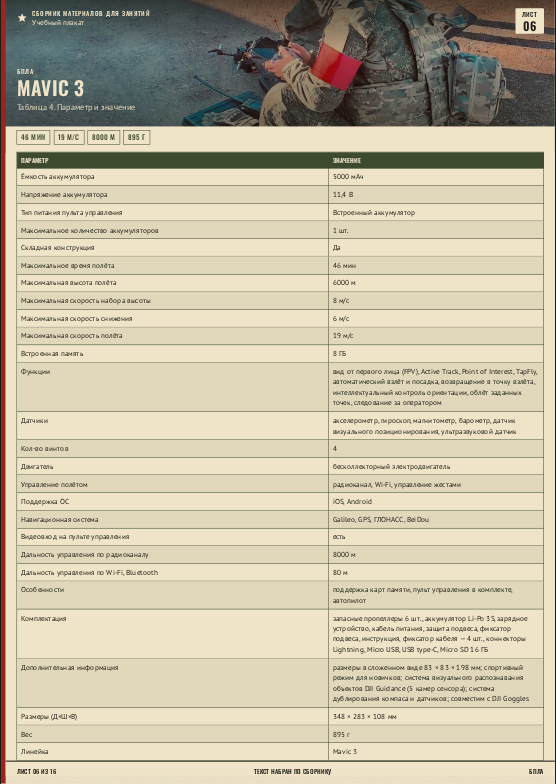 СБОРНИК МАТЕРИАЛОВ ДЛЯ ЗАНЯТИЙ
Учебный плакат
ЛИСТ
06
БПЛА
MAVIC 3
Таблица 4. Параметр и значение
46 МИН 19 М/С 8000 М 895 Г
ПАРАМЕТР ЗНАЧЕНИЕ
Ёмкость аккумулятора 5000 мАч
Напряжение аккумулятора 11,4 В
Тип питания пульта управления Встроенный аккумулятор
Максимальное количество аккумуляторов 1 шт.
Складная конструкция Да
Максимальное время полёта 46 мин
Максимальная высота полёта 6000 м
Максимальная скорость набора высоты 8 м/с
Максимальная скорость снижения 6 м/с
Максимальная скорость полёта 19 м/с
Встроенная память 8 ГБ
Функции вид от первого лица (FPV), Active Track, Point of Interest, TapFly,
автоматический взлёт и посадка, возвращение в точку взлёта,
интеллектуальный контроль ориентации, облёт заданных
точек, следование за оператором
Датчики акселерометр, гироскоп, магнитометр, барометр, датчик
визуального позиционирования, ультразвуковой датчик
Кол-во винтов 4
Двигатель бесколлекторный электродвигатель
Управление полётом радиоканал, Wi-Fi, управление жестами
Поддержка ОС iOS, Android
Навигационная система Galileo, GPS, ГЛОНАСС, BeiDou
Видеовход на пульте управления есть
Дальность управления по радиоканалу 8000 м
Дальность управления по Wi-Fi, Bluetooth 80 м
Особенности поддержка карт памяти, пульт управления в комплекте,
автопилот
Комплектация запасные пропеллеры 6 шт., аккумулятор Li-Po 3S, зарядное
устройство, кабель питания, защита подвеса, фиксатор
подвеса, инструкция, фиксатор кабеля — 4 шт., коннекторы
Lightning, Micro USB, USB type-C, Micro SD 16 ГБ
Дополнительная информация размеры в сложенном виде 83 × 83 × 198 мм; спортивный
режим для новичков; система визуального распознавания
объектов DJI Guidance (5 камер сенсора); система
дублирования компаса и датчиков; совместим с DJI Goggles
Размеры (Д×Ш×В) 348 × 283 × 108 мм
Вес 895 г
Линейка Mavic 3
ЛИСТ 06 ИЗ 16 ТЕКСТ НАБРАН ПО СБОРНИКУ БПЛА